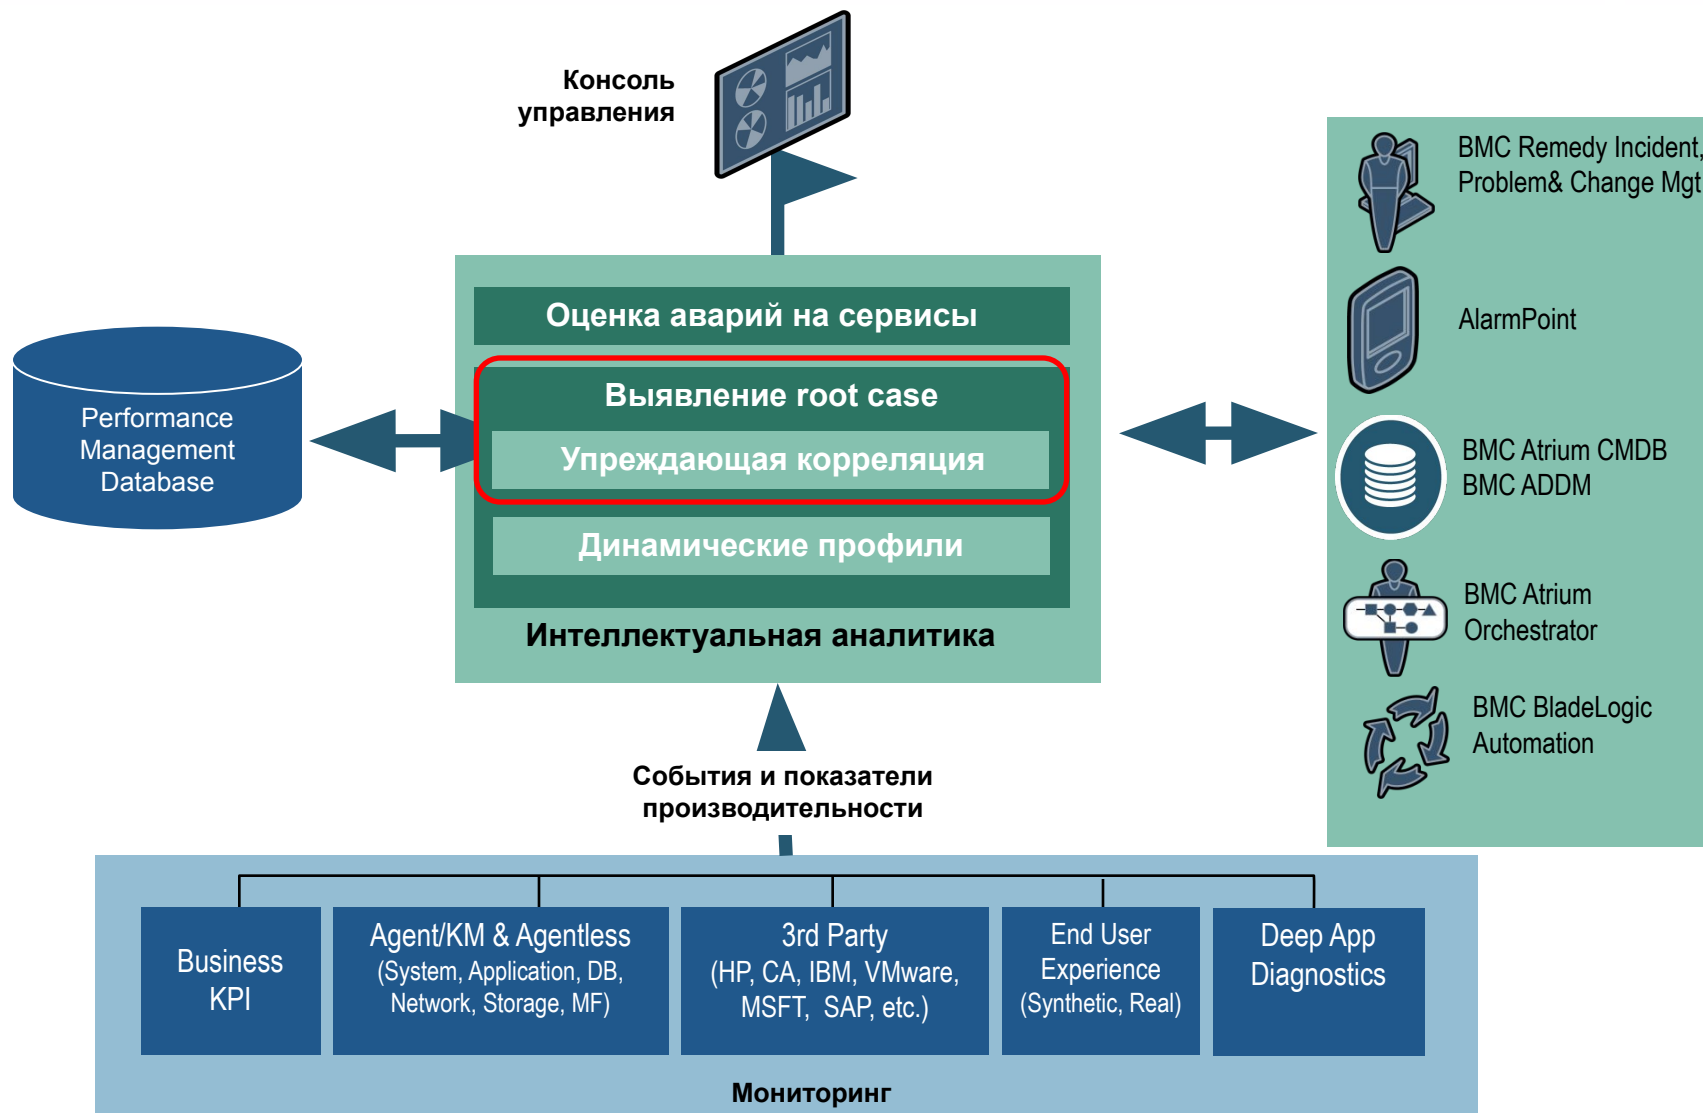 Консоль
управления
BMC Remedy Incident,
Problem& Change Mgt
AlarmPoint
BMC Atrium CMDB
BMC ADDM
BMC Atrium
Orchestrator
BMC BladeLogic
Automation
Оценка аварий на сервисы
Выявление root case
Упреждающая корреляция
Динамические профили
Интеллектуальная аналитика
Performance
Management
Database
События и показатели
производительности
Business
KPI
Agent/KM & Agentless
(System, Application, DB,
Network, Storage, MF)
3rd Party
(HP, CA, IBM, VMware,
MSFT, SAP, etc.)
End User
Experience
(Synthetic, Real)
Deep App
Diagnostics
Мониторинг